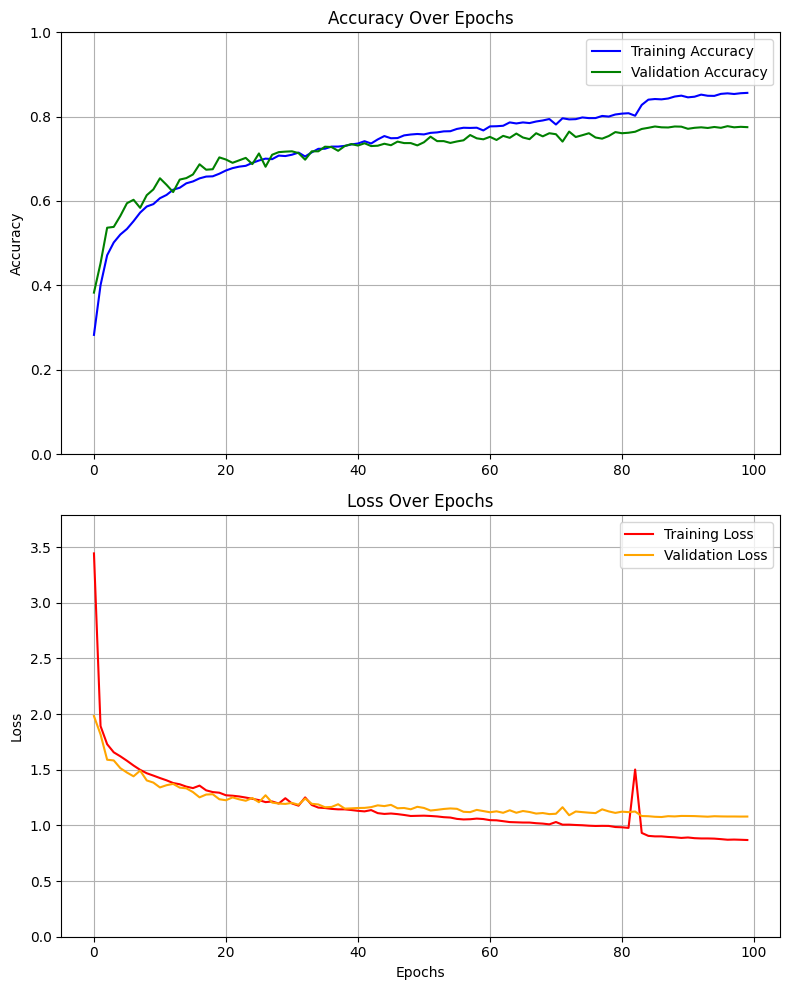 Accuracy Over Epochs
1.0
Training Accuracy
Validation Accuracy
0.8
0.6
Accuracy
0.4
0.2
0.0
0 20 40 60 80 100
Loss Over Epochs
Training Loss
Validation Loss
3.5
3.0
2.5
2.0
Loss
1.5
1.0
0.5
0.0
0 20 40 60 80 100
Epochs